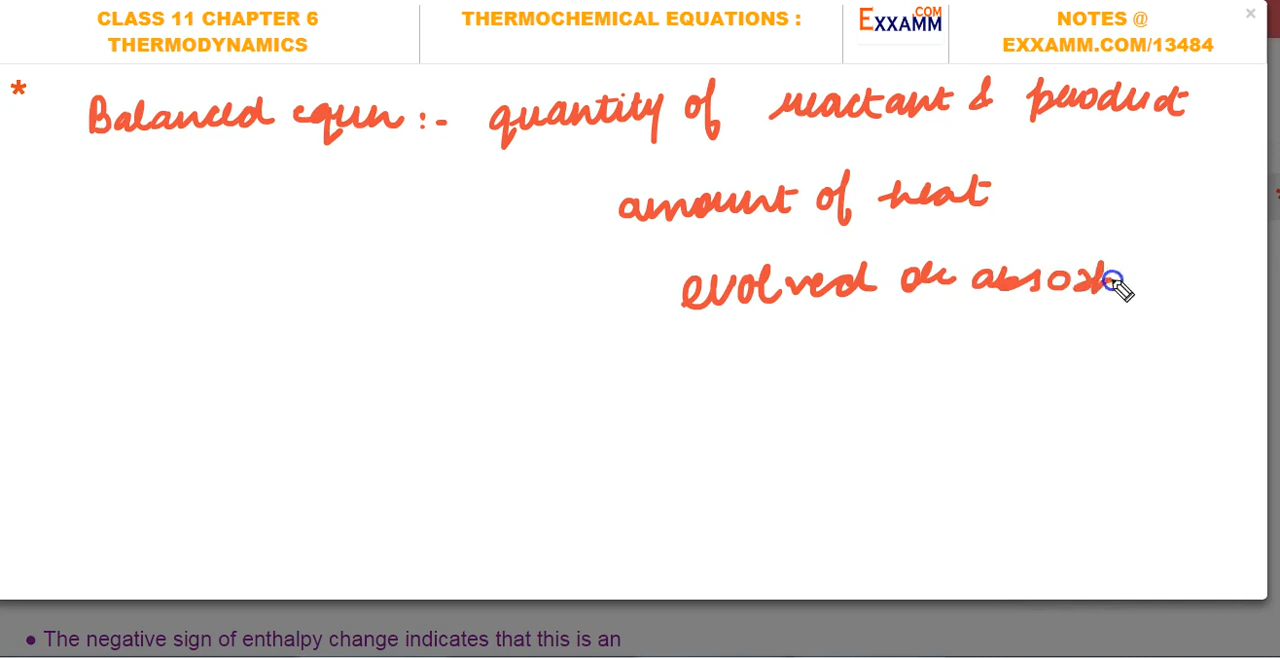 CLASS 11 CHAPTER 6
THERMODYNAMICS
THERMOCHEMICAL EQUATIONS :
EXXAMM.COM
NOTES @
EXXAMM.COM/13484
* Balanced equn :- quantity of reactant & product
amount of heat
evolved or absorb
• The negative sign of enthalpy change indicates that this is an